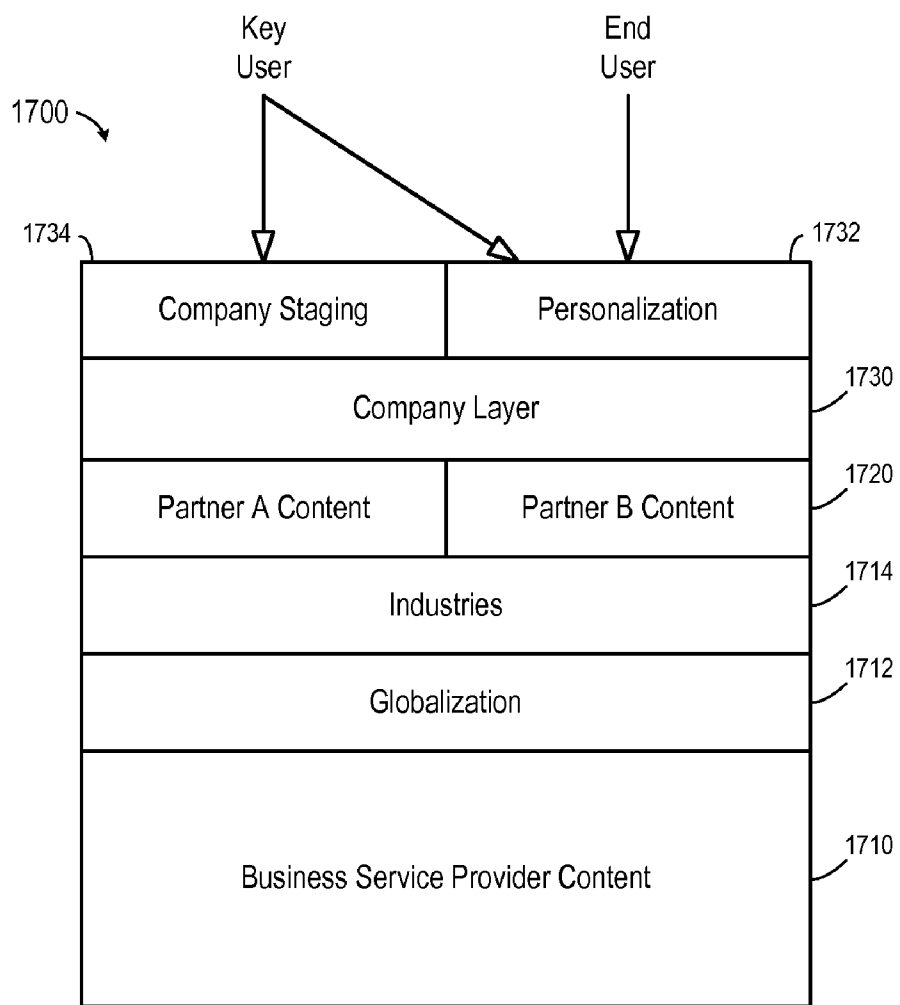 Key
User
End
User
1700
1734
1732
Company Staging
Personalization
1730
Company Layer
1720
Partner A Content
Partner B Content
1714
Industries
1712
Globalization
1710
Business Service Provider Content